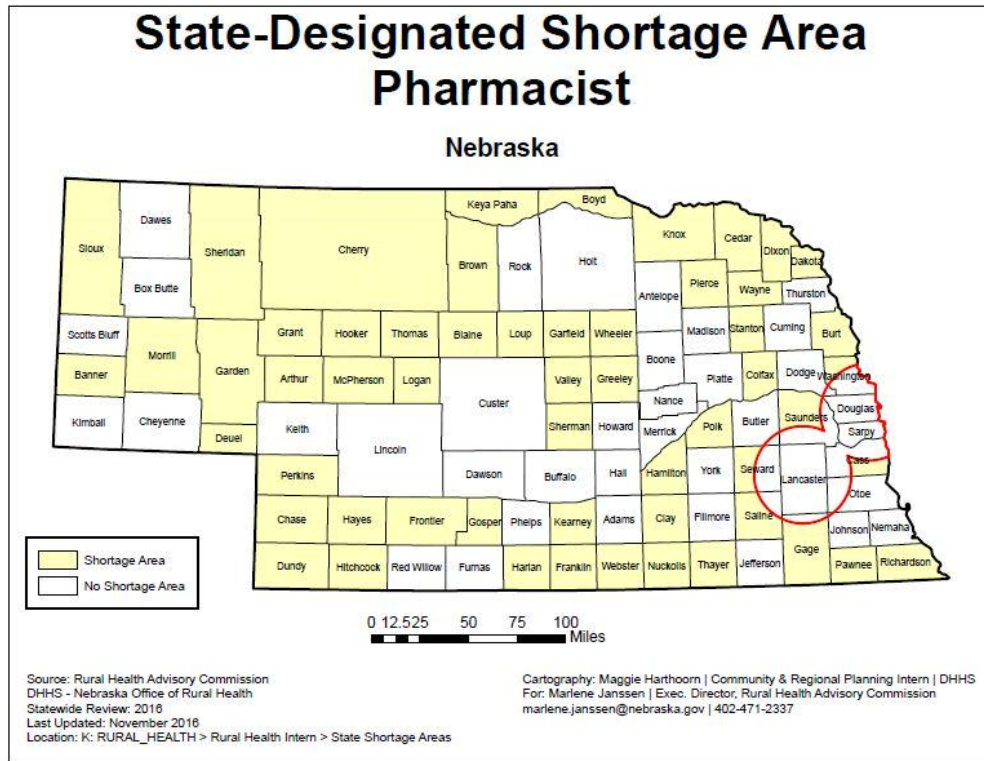 State-Designated Shortage Area
Pharmacist
Nebraska
Keya Paha
Boyd
Dawes
Sioux
Sheridan
Cherry
Brown
Rock
Holt
Knox
Cedar
Dixon
Dakota
Box Butte
Antelope
Pierce
Wayne
Thurston
Scotts Bluff
Morrill
Garden
Grant
Hooker
Thomas
Blaine
Loup
Garfield
Wheeler
Madison
Stanton
Cuming
Burt
Banner
Arthur
McPherson
Logan
Custer
Valley
Greeley
Boone
Platte
Colfax
Dodge
Washington
Nance
Kimball
Cheyenne
Deuel
Keith
Lincoln
Sherman
Howard
Merrick
Polk
Butler
Saunders
Douglas
Sarpy
Perkins
Dawson
Buffalo
Hall
Hamilton
York
Seward
Lancaster
Cass
Otoe
Chase
Hayes
Frontier
Gosper
Phelps
Kearney
Adams
Clay
Fillmore
Saline
Johnson
Nemaha
Gage
Dundy
Hitchcock
Red Willow
Furnas
Harlan
Franklin
Webster
Nuckolls
Thayer
Jefferson
Pawnee
Richardson
Shortage Area
No Shortage Area
0 12.525 50 75 100
Miles
Source: Rural Health Advisory Commission
DHHS - Nebraska Office of Rural Health
Statewide Review: 2016
Last Updated: November 2016
Location: K: RURAL_HEALTH > Rural Health Intern > State Shortage Areas
Cartography: Maggie Harthoorn | Community & Regional Planning Intern | DHHS
For: Marlene Janssen | Exec. Director, Rural Health Advisory Commission
marlene.janssen@nebraska.gov | 402-471-2337